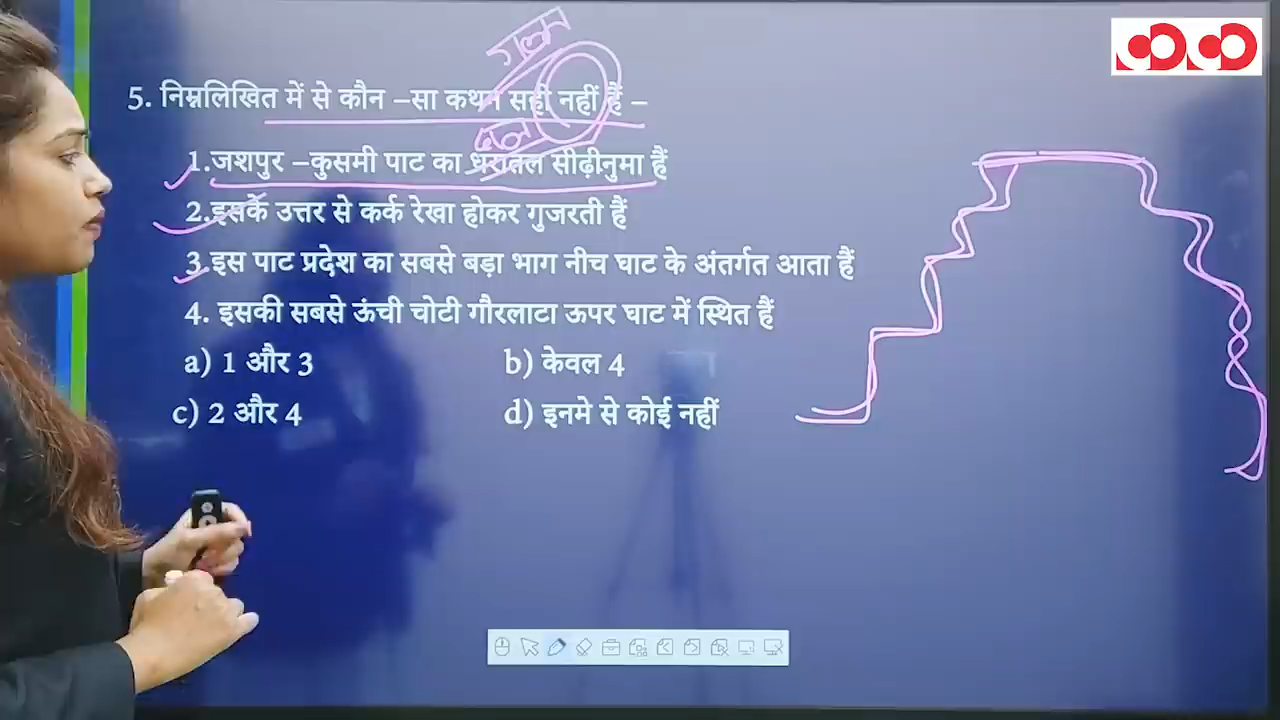 गलत
5. निम्नलिखित में से कौन –सा कथन सही नहीं हैं –
1.जशपुर –कुसमी पाट का धरातल सीढ़ीनुमा हैं
2.इसके उत्तर से कर्क रेखा होकर गुजरती हैं
3.इस पाट प्रदेश का सबसे बड़ा भाग नीच घाट के अंतर्गत आता हैं
4. इसकी सबसे ऊंची चोटी गौरलाटा ऊपर घाट में स्थित हैं
a) 1 और 3
b) केवल 4
c) 2 और 4
d) इनमे से कोई नहीं